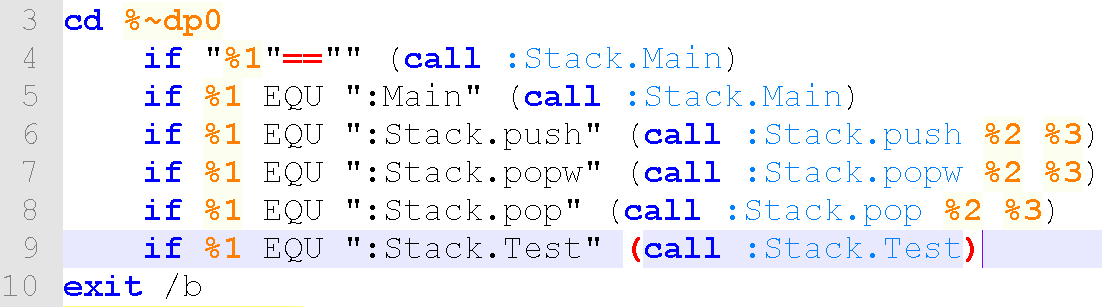 3 cd %~dp0
4     if "%1"=="" (call :Stack.Main)
5     if %1 EQU ":Main" (call :Stack.Main)
6     if %1 EQU ":Stack.push" (call :Stack.push %2 %3)
7     if %1 EQU ":Stack.popw" (call :Stack.popw %2 %3)
8     if %1 EQU ":Stack.pop" (call :Stack.pop %2 %3)
9     if %1 EQU ":Stack.Test" (call :Stack.Test)
10 exit /b